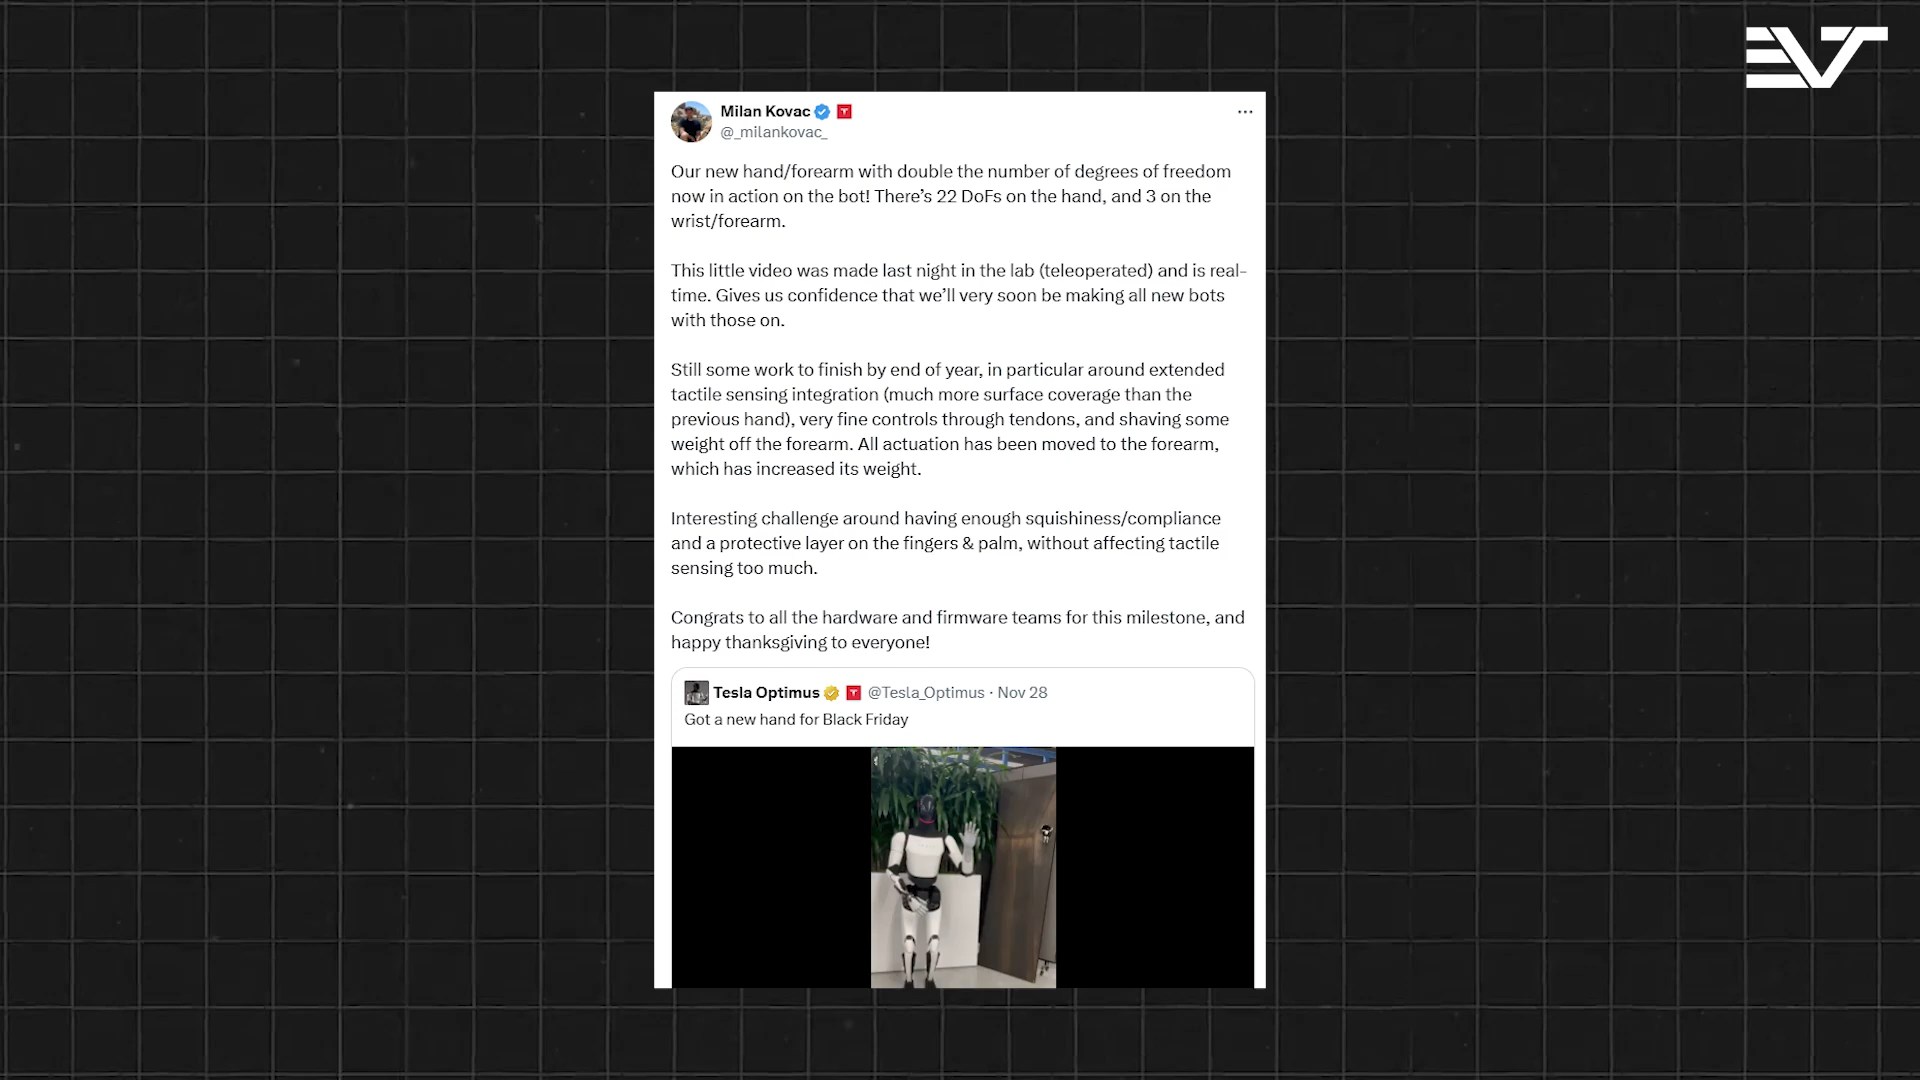 EVT
Milan Kovac
@_milankovac_
Our new hand/forearm with double the number of degrees of freedom
now in action on the bot! There’s 22 DoFs on the hand, and 3 on the
wrist/forearm.
This little video was made last night in the lab (teleoperated) and is real-
time. Gives us confidence that we’ll very soon be making all new bots
with those on.
Still some work to finish by end of year, in particular around extended
tactile sensing integration (much more surface coverage than the
previous hand), very fine controls through tendons, and shaving some
weight off the forearm. All actuation has been moved to the forearm,
which has increased its weight.
Interesting challenge around having enough squishiness/compliance
and a protective layer on the fingers & palm, without affecting tactile
sensing too much.
Congrats to all the hardware and firmware teams for this milestone, and
happy thanksgiving to everyone!
Tesla Optimus @Tesla_Optimus · Nov 28
Got a new hand for Black Friday